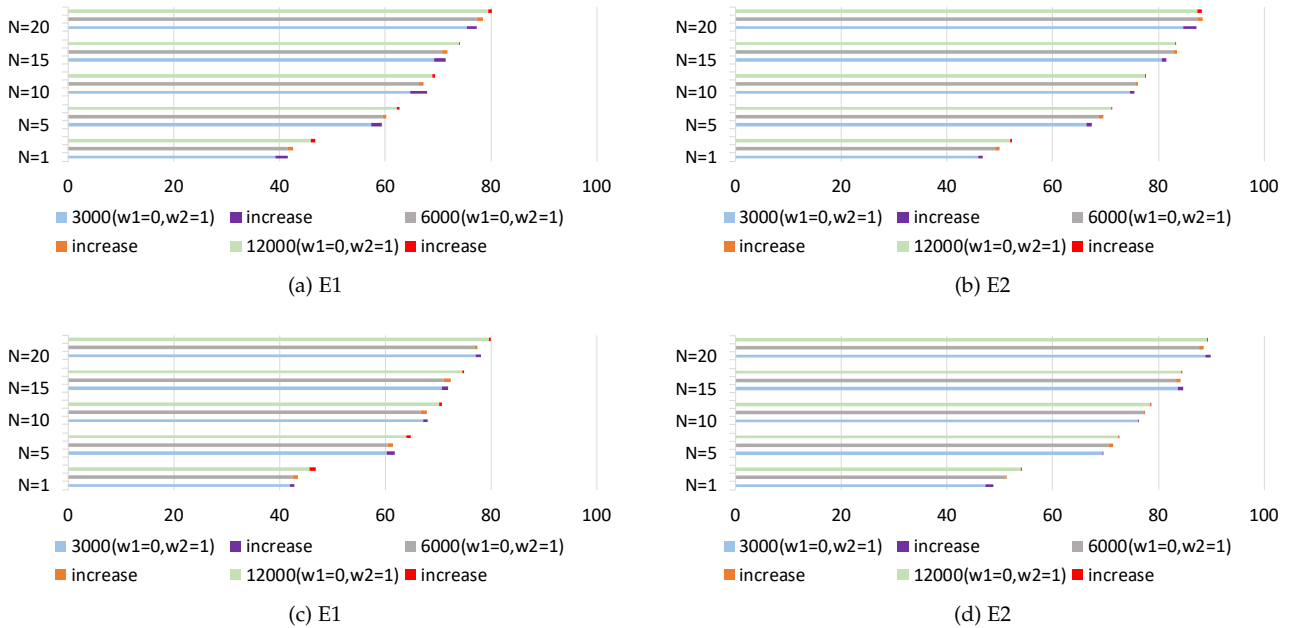 N=20
N=15
N=10
N=5
N=1
0 20 40 60 80 100
3000(w1=0,w2=1) increase 6000(w1=0,w2=1)
increase 12000(w1=0,w2=1) increase
(a) E1
N=20
N=15
N=10
N=5
N=1
0 20 40 60 80 100
3000(w1=0,w2=1) increase 6000(w1=0,w2=1)
increase 12000(w1=0,w2=1) increase
(b) E2
N=20
N=15
N=10
N=5
N=1
0 20 40 60 80 100
3000(w1=0,w2=1) increase 6000(w1=0,w2=1)
increase 12000(w1=0,w2=1) increase
(c) E1
N=20
N=15
N=10
N=5
N=1
0 20 40 60 80 100
3000(w1=0,w2=1) increase 6000(w1=0,w2=1)
increase 12000(w1=0,w2=1) increase
(d) E2